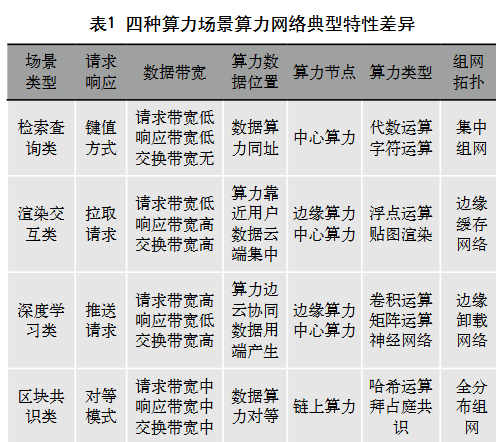 表1 四种算力场景算力网络典型特性差异
场景
类型
请求
响应
数据带宽
算力数
据位置
算力节点
算力类型
组网
拓扑
检索查
询类
键值
方式
请求带宽低
响应带宽低
交换带宽无
数据算
力同址
中心算力
代数运算
字符运算
集中
组网
渲染交
互类
拉取
请求
请求带宽低
响应带宽高
交换带宽高
算力靠
近用户
数据云
端集中
边缘算力
中心算力
浮点运算
贴图渲染
边缘
缓存
网络
深度学
习类
推送
请求
请求带宽高
响应带宽低
交换带宽高
算力边
云协同
数据用
端产生
边缘算力
中心算力
卷积运算
矩阵运算
神经网络
边缘
卸载
网络
区块共
识类
对等
模式
请求带宽中
响应带宽中
交换带宽中
数据算
力对等
链上算力
哈希运算
拜占庭共
识
全分
布组
网